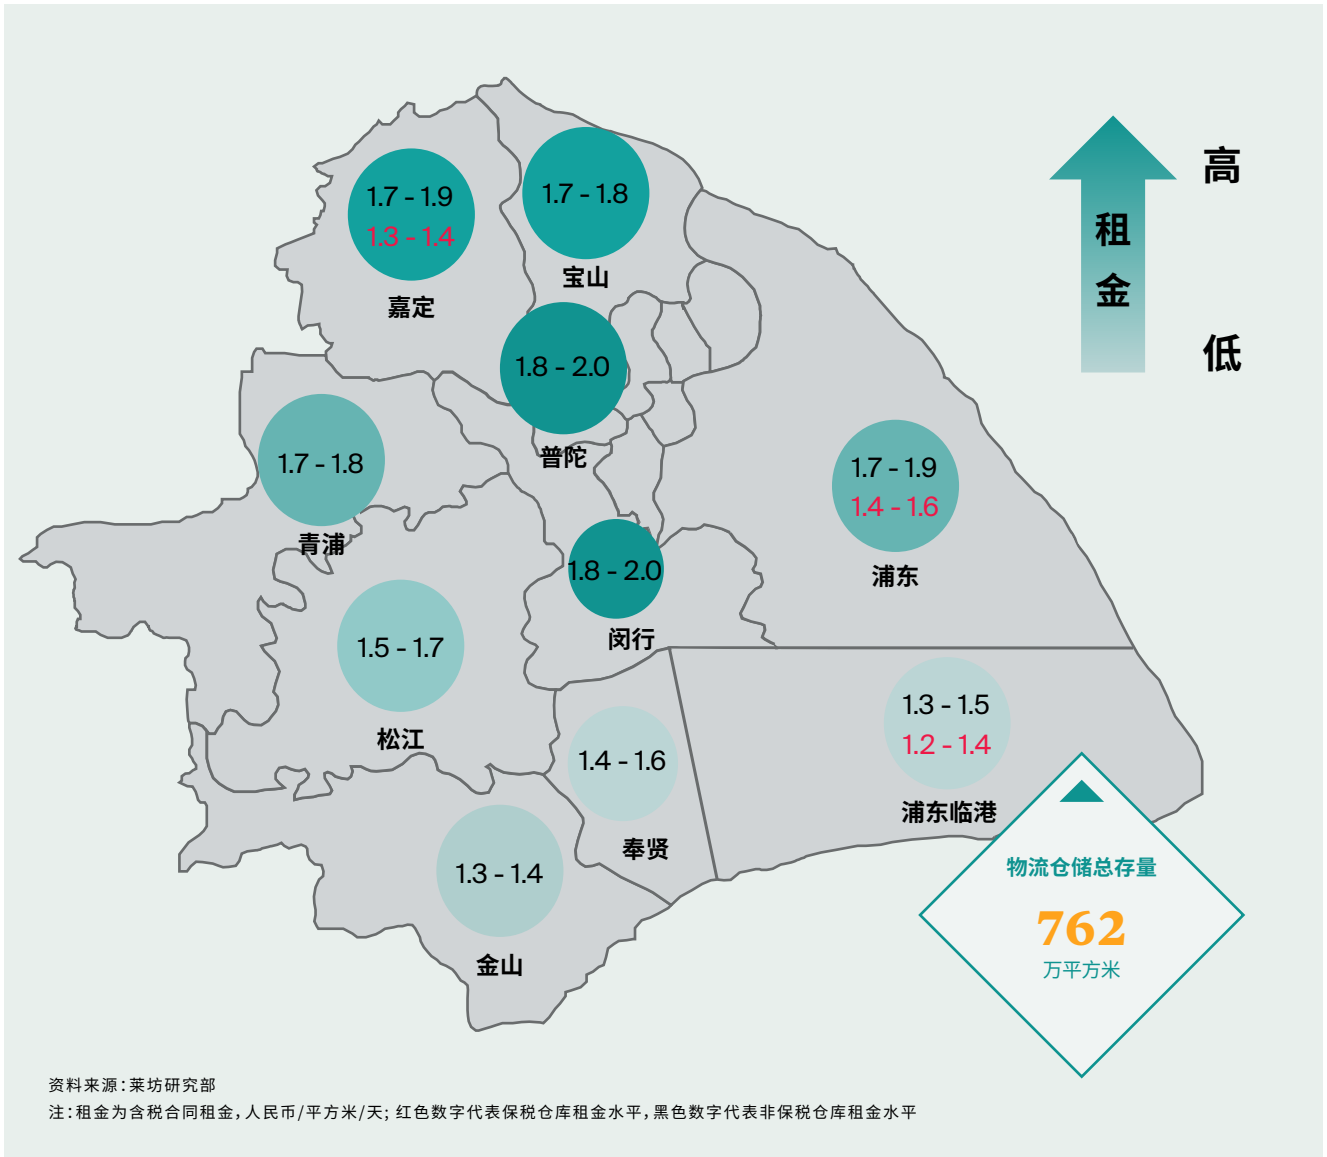 高
租
金
低
1.7 - 1.9
1.3 - 1.4
嘉定
1.7 - 1.8
宝山
1.8 - 2.0
普陀
1.7 - 1.8
青浦
1.7 - 1.9
1.4 - 1.6
浦东
1.8 - 2.0
闵行
1.5 - 1.7
松江
1.3 - 1.5
1.2 - 1.4
浦东临港
1.4 - 1.6
奉贤
1.3 - 1.4
金山
物流仓储总存量
762
万平方米
资料来源：莱坊研究部
注：租金为含税合同租金，人民币/平方米/天; 红色数字代表保税仓库租金水平，黑色数字代表非保税仓库租金水平